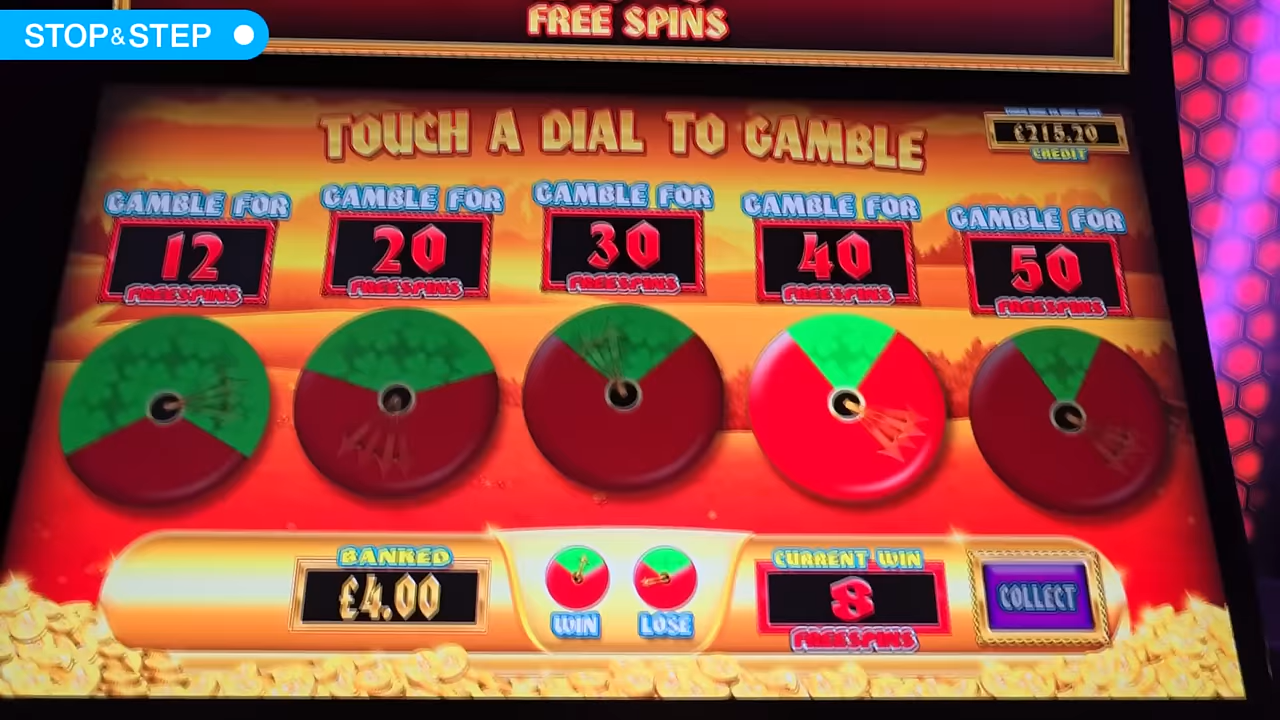 STOP&STEP
FREE SPINS
TOUCH A DIAL TO GAMBLE
£215.20
CREDIT
GAMBLE FOR
12
FREESPINS
GAMBLE FOR
20
FREESPINS
GAMBLE FOR
30
FREESPINS
GAMBLE FOR
40
FREESPINS
GAMBLE FOR
50
FREESPINS
BANKED
£4.00
WIN
LOSE
CURRENT WIN
8
FREESPINS
COLLECT